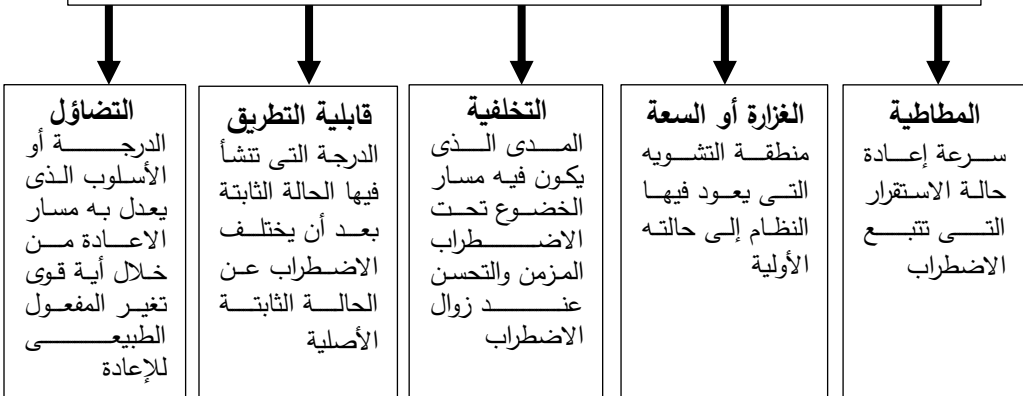 المطاطية
سرعة إعادة
حالة الاستقرار
التى تتبع
الاضطراب
الغزارة أو السعة
منطقة التشويه
التى يعود فيها
النظام إلى حالته
الأولية
التخلفية
المدى الذى
يكون فيه مسار
الخضوع تحت
الاضطراب
المزمن والتحسن
عند زوال
الاضطراب
قابلية التطريق
الدرجة التى تنشأ
فيها الحالة الثابتة
بعد أن يختلف
الاضطراب عن
الحالة الثابتة
الأصلية
التضاؤل
الدرجة أو
الأسلوب الذى
يعدل به مسار
الاعادة من
خلال أية قوى
تغير المفعول
الطبيعى
للإعادة